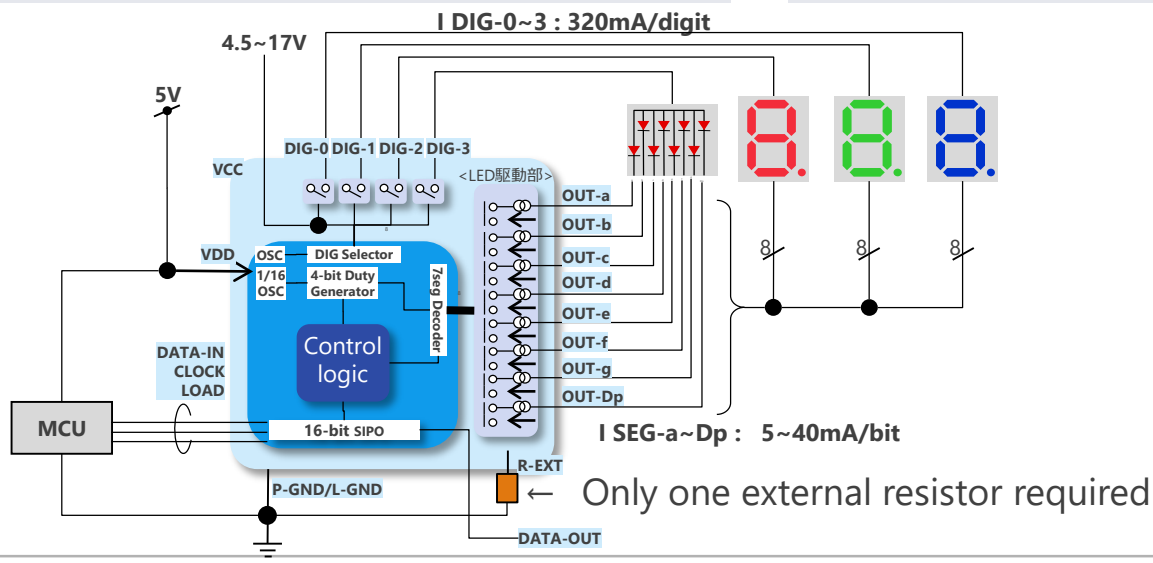 I DIG-0~3 : 320mA/digit
4.5~17V
5V
DIG-0 DIG-1 DIG-2 DIG-3
VCC
<LED駆動部>
OUT-a
OUT-b
OUT-c
OUT-d
OUT-e
OUT-f
OUT-g
OUT-Dp
8
8
8
VDD
OSC
DIG Selector
1/16
OSC
4-bit Duty
Generator
7seg Decoder
Control
logic
DATA-IN
CLOCK
LOAD
MCU
16-bit SIPO
I SEG-a~Dp : 5~40mA/bit
R-EXT
P-GND/L-GND
← Only one external resistor required
DATA-OUT